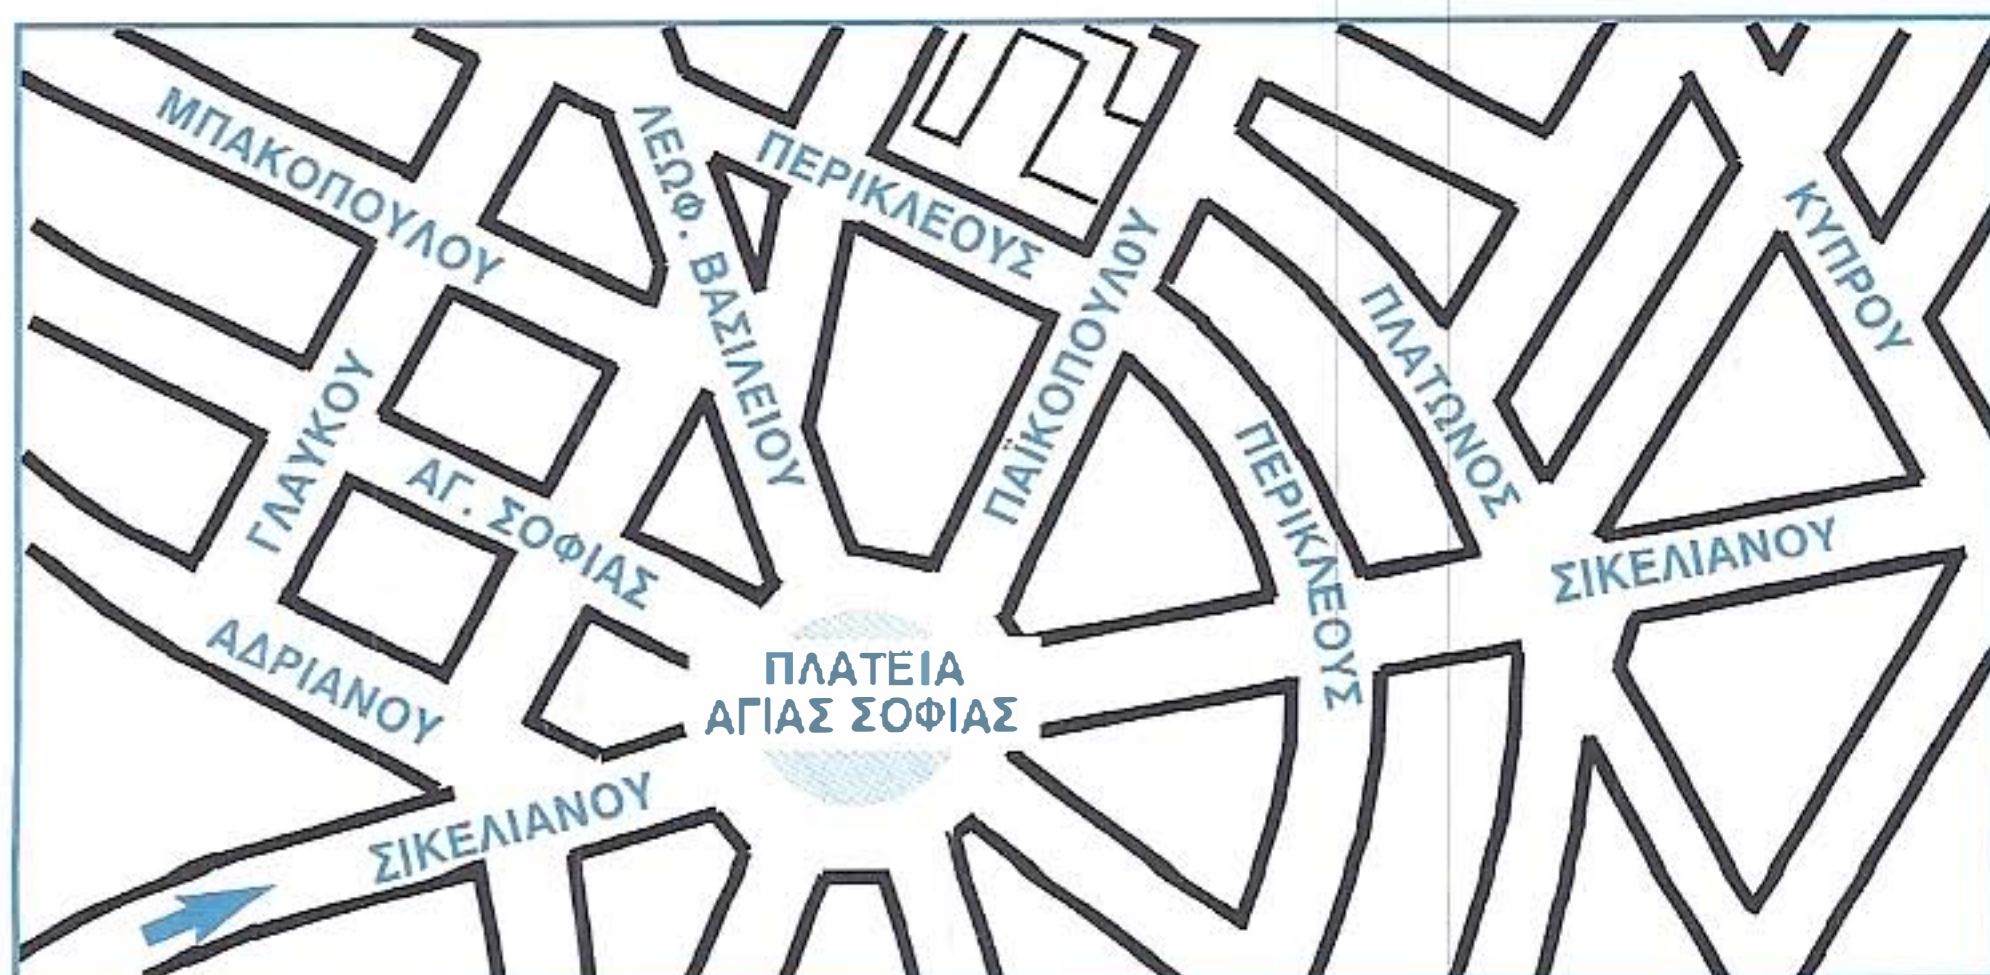 ΜΠΑΚΟΠΟΥΛΟΥ
ΛΕΩΦ. ΒΑΣΙΛΕΙΟΥ
ΠΕΡΙΚΛΕΟΥΣ
ΠΑΪΚΟΠΟΥΛΟΥ
ΠΛΑΤΩΝΟΣ
ΚΥΠΡΟΥ
ΓΛΑΥΚΟΥ
ΑΓ. ΣΟΦΙΑΣ
ΠΕΡΙΚΛΕΟΥΣ
ΣΙΚΕΛΙΑΝΟΥ
ΑΔΡΙΑΝΟΥ
ΠΛΑΤΕΙΑ
ΑΓΙΑΣ ΣΟΦΙΑΣ
ΣΙΚΕΛΙΑΝΟΥ